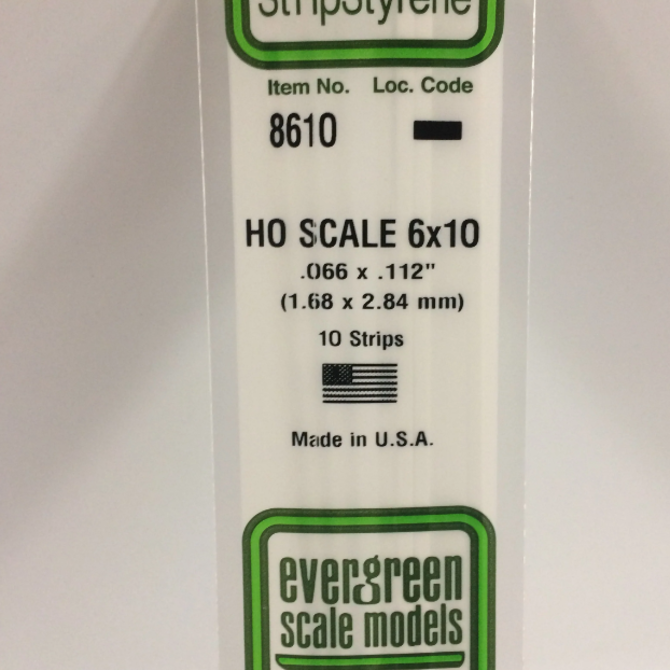 StripStyrene
Item No. Loc. Code
8610
HO SCALE 6x10
.066 x .112"
(1.68 x 2.84 mm)
10 Strips
Made in U.S.A.
evergreen
scale models